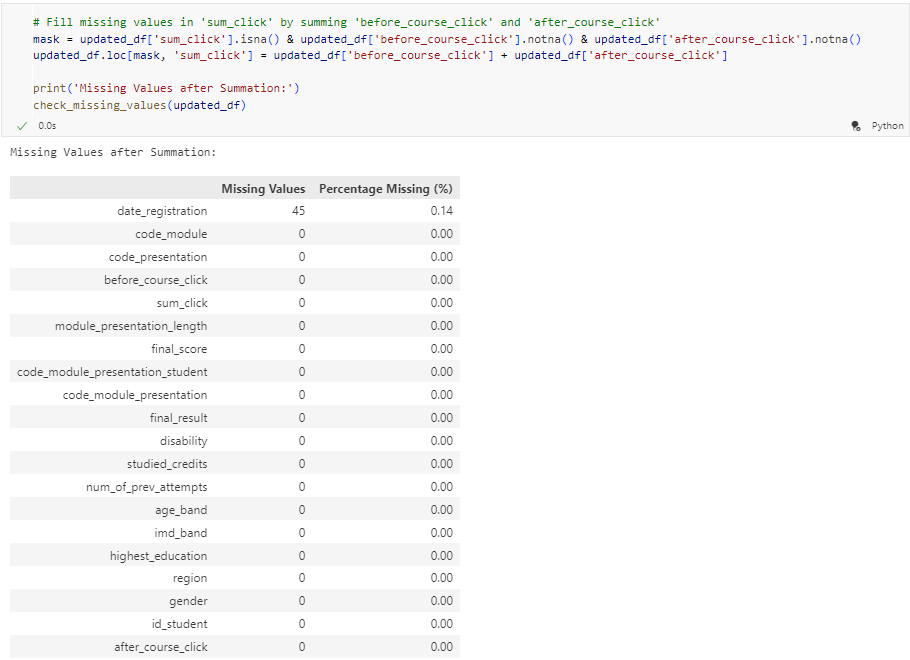 # Fill missing values in 'sum_click' by summing 'before_course_click' and 'after_course_click'
mask = updated_df['sum_click'].isna() & updated_df['before_course_click'].notna() & updated_df['after_course_click'].notna()
updated_df.loc[mask, 'sum_click'] = updated_df['before_course_click'] + updated_df['after_course_click']

print('Missing Values after Summation:')
check_missing_values(updated_df)
0.0s Python
Missing Values after Summation:
Missing Values Percentage Missing (%)
date_registration 45 0.14
code_module 0 0.00
code_presentation 0 0.00
before_course_click 0 0.00
sum_click 0 0.00
module_presentation_length 0 0.00
final_score 0 0.00
code_module_presentation_student 0 0.00
code_module_presentation 0 0.00
final_result 0 0.00
disability 0 0.00
studied_credits 0 0.00
num_of_prev_attempts 0 0.00
age_band 0 0.00
imd_band 0 0.00
highest_education 0 0.00
region 0 0.00
gender 0 0.00
id_student 0 0.00
after_course_click 0 0.00